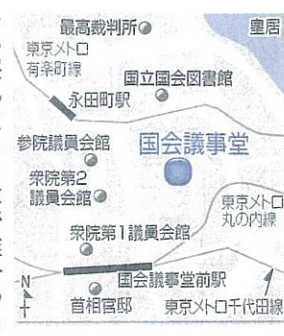 最高裁判所
皇居
東京メトロ
有楽町線
国立国会図書館
永田町駅
参院議員会館
国会議事堂
衆院第2
議員会館
東京メトロ
丸の内線
衆院第1議員会館
N
国会議事堂前駅
首相官邸
東京メトロ千代田線